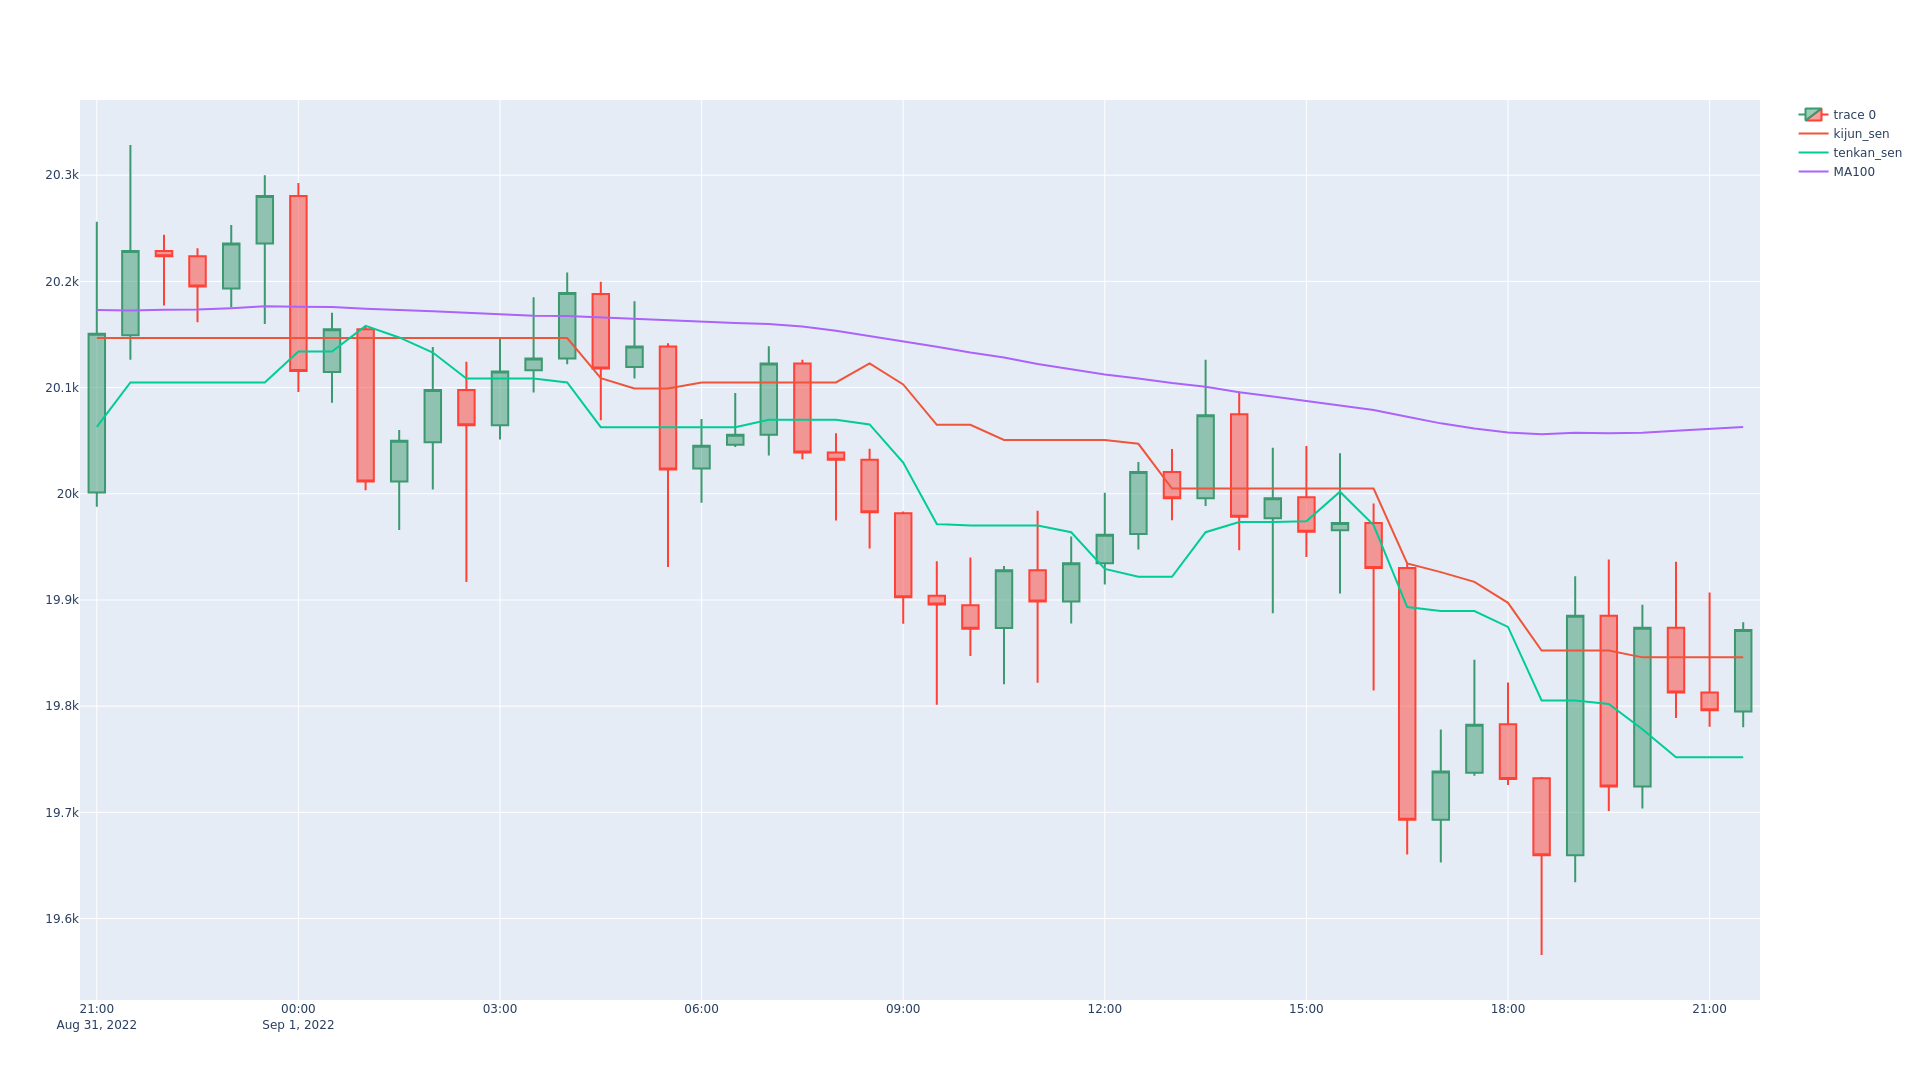 trace 0
kijun_sen
tenkan_sen
MA100
20.3k
20.2k
20.1k
20k
19.9k
19.8k
19.7k
19.6k
21:00 00:00 03:00 06:00 09:00 12:00 15:00 18:00 21:00
Aug 31, 2022 Sep 1, 2022